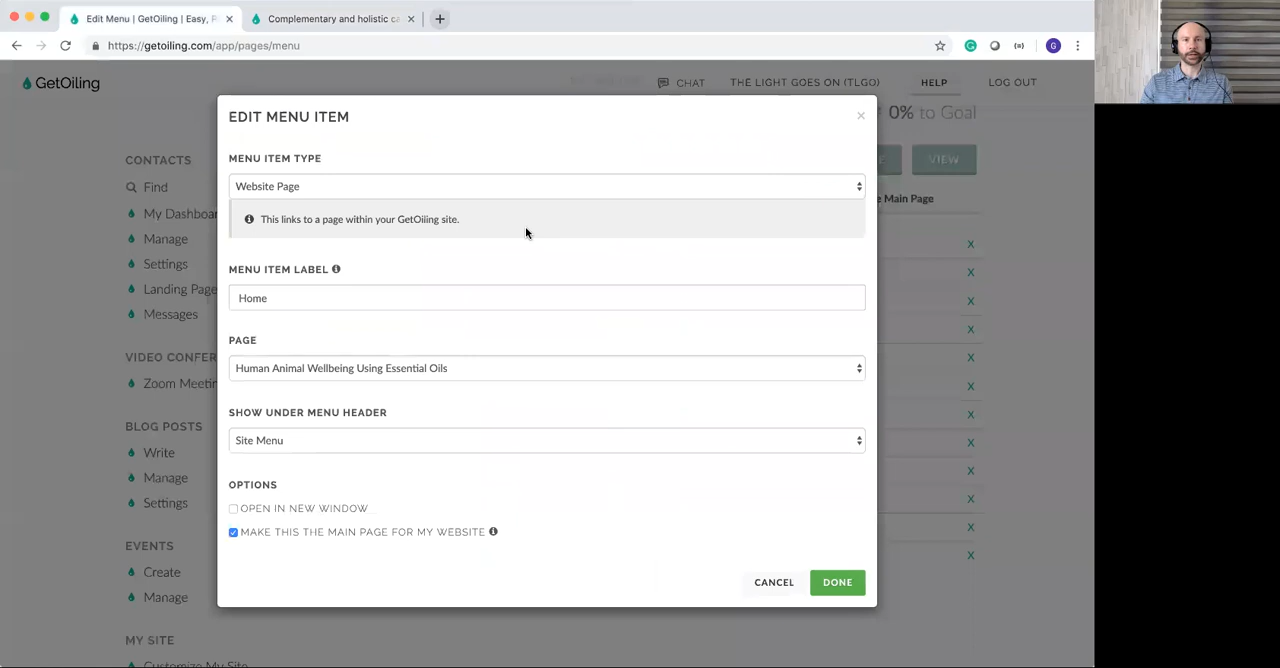 Edit Menu | GetOiling | Easy, R
Complementary and holistic ca
https://getoiling.com/app/pages/menu
GetOiling
CHAT
THE LIGHT GOES ON (TLGO)
HELP
LOG OUT
0% to Goal
VIEW
e Main Page
CONTACTS
Find
My Dashboar
Manage
Settings
Landing Page
Messages
VIDEO CONFER
Zoom Meetin
BLOG POSTS
Write
Manage
Settings
EVENTS
Create
Manage
MY SITE
Customize My Site
EDIT MENU ITEM
×
MENU ITEM TYPE
Website Page
This links to a page within your GetOiling site.
MENU ITEM LABEL
Home
PAGE
Human Animal Wellbeing Using Essential Oils
SHOW UNDER MENU HEADER
Site Menu
OPTIONS
OPEN IN NEW WINDOW
MAKE THIS THE MAIN PAGE FOR MY WEBSITE
CANCEL
DONE
X
X
X
X
X
X
X
X
X
X
X
X